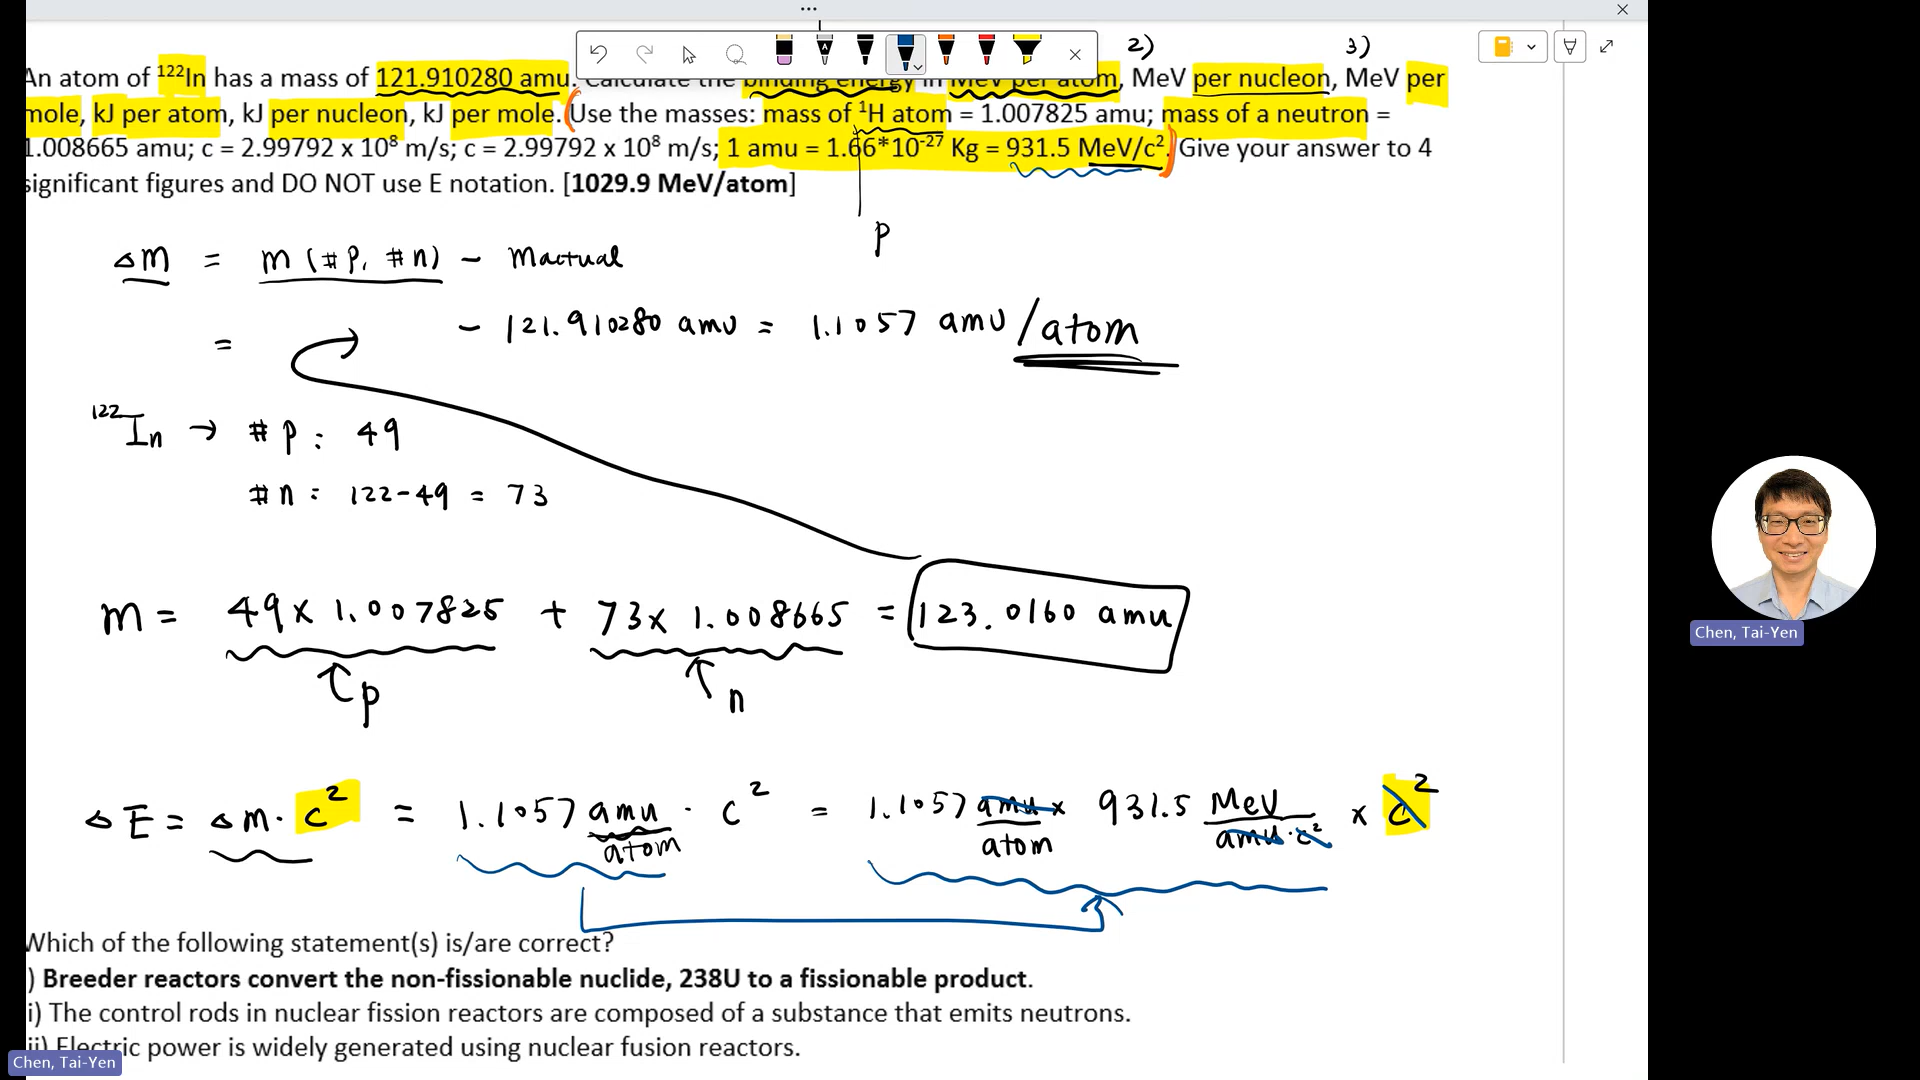 2)
3)
An atom of ¹²²In has a mass of 121.910280 amu. Calculate the binding energy in MeV per atom, MeV per nucleon, MeV per
mole, kJ per atom, kJ per nucleon, kJ per mole. (Use the masses: mass of ¹H atom = 1.007825 amu; mass of a neutron =
1.008665 amu; c = 2.99792 x 10⁸ m/s; c = 2.99792 x 10⁸ m/s; 1 amu = 1.66*10⁻²⁷ Kg = 931.5 MeV/c².) Give your answer to 4
significant figures and DO NOT use E notation. [1029.9 MeV/atom]
P
Δm = m (#p, #n) - mactual
= - 121.910280 amu = 1.1057 amu /atom
¹²²In → # p : 49
# n : 122-49 = 73
m = 49 x 1.007825 + 73 x 1.008665 = 123.0160 amu
p
n
ΔE = Δm · c² = 1.1057 amu/atom · c² = 1.1057 amu/atom x 931.5 MeV/amu·c² x c²
Which of the following statement(s) is/are correct?
) Breeder reactors convert the non-fissionable nuclide, 238U to a fissionable product.
i) The control rods in nuclear fission reactors are composed of a substance that emits neutrons.
ii) Electric power is widely generated using nuclear fusion reactors.
Chen, Tai-Yen
Chen, Tai-Yen